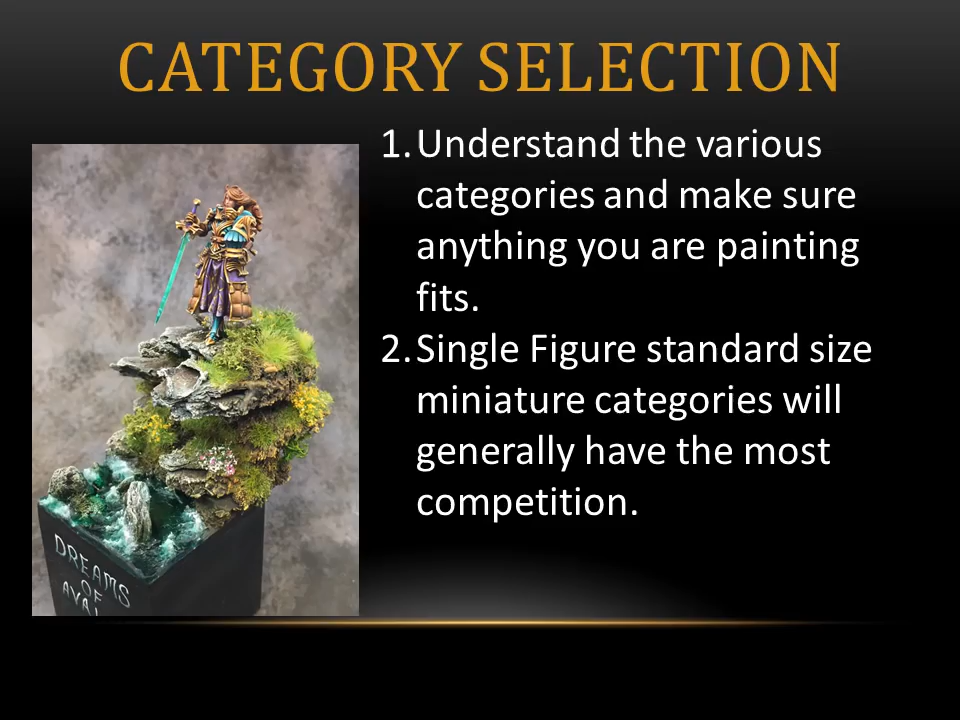 CATEGORY SELECTION
1. Understand the various
categories and make sure
anything you are painting
fits.
2. Single Figure standard size
miniature categories will
generally have the most
competition.
DREAMS
OF